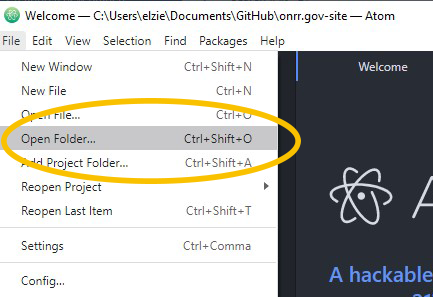 Welcome — C:\Users\elzie\Documents\GitHub\onrr.gov-site — Atom
File Edit View Selection Find Packages Help
New Window Ctrl+Shift+N
Welcome
New File Ctrl+N
Open File... Ctrl+O
Open Folder... Ctrl+Shift+O
Add Project Folder... Ctrl+Shift+A
Reopen Project
Reopen Last Item Ctrl+Shift+T
Settings Ctrl+Comma
A hackable
Config...